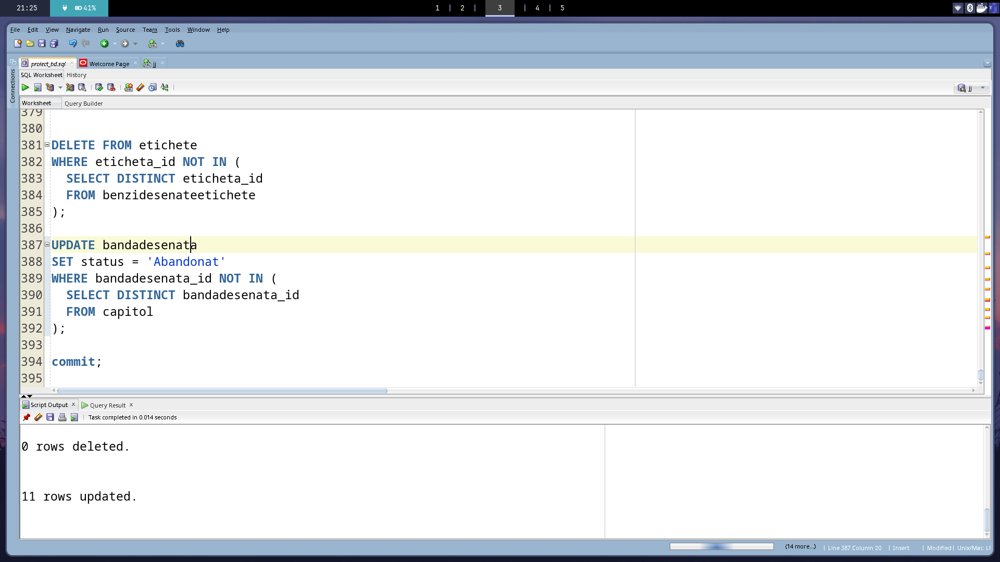 21:25
41%
1 | 2 | 3 | 4 | 5
File Edit View Navigate Run Source Team Tools Window Help
proiect_bd.sql Welcome Page jj
Connections
SQL Worksheet History
jj
Worksheet Query Builder
379
380
381 DELETE FROM etichete
382 WHERE eticheta_id NOT IN (
383 SELECT DISTINCT eticheta_id
384 FROM benzidesenateetichete
385 );
386
387 UPDATE bandadesenata
388 SET status = 'Abandonat'
389 WHERE bandadesenata_id NOT IN (
390 SELECT DISTINCT bandadesenata_id
391 FROM capitol
392 );
393
394 commit;
395
Script Output x Query Result x
Task completed in 0.014 seconds
0 rows deleted.
11 rows updated.
(14 more...) | Line 387 Column 20 | Insert | Modified | Unix/Mac: LF